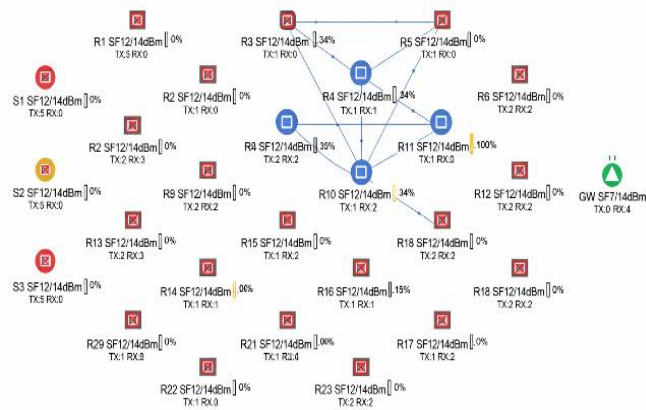 R1 SF12/14dBm 0%
TX:5 RX:0
R3 SF12/14dBm .34%
TX:1 RX:0
R5 SF12/14dBm 0%
TX:1 RX:0
S1 SF12/14dBm 0%
TX:5 RX:0
R2 SF12/14dBm 0%
TX:1 RX:0
R4 SF12/14dBm .34%
TX:1 RX:1
R6 SF12/14dBm 0%
TX:2 RX:2
R2 SF12/14dBm 0%
TX:2 RX:3
SF12/14dBm .35%
TX:2 RX:2
R11 SF12/14dBm .100%
TX:1 RX:0
S2 SF12/14dBm 0%
TX:5 RX:0
R9 SF12/14dBm 0%
TX:2 RX:2
R10 SF12/14dBm .34%
TX:1 RX:2
R12 SF12/14dBm 0%
TX:2 RX:2
GW SF7/14dBm
TX:0 RX:4
R13 SF12/14dBm 0%
TX:2 RX:3
R15 SF12/14dBm 0%
TX:1 RX:2
R18 SF12/14dBm 0%
TX:2 RX:2
S3 SF12/14dBm 0%
TX:5 RX:0
R14 SF12/14dBm
TX:1 RX:1
R16 SF12/14dBm .15%
TX:1 RX:1
R18 SF12/14dBm 0%
TX:2 RX:2
R29 SF12/14dBm 0%
TX:1
R21 SF12/14dBm
TX:1
R17 SF12/14dBm 0%
TX:1 RX:2
R22 SF12/14dBm 0%
TX:1 RX:0
R23 SF12/14dBm 0%
TX:2 RX:2